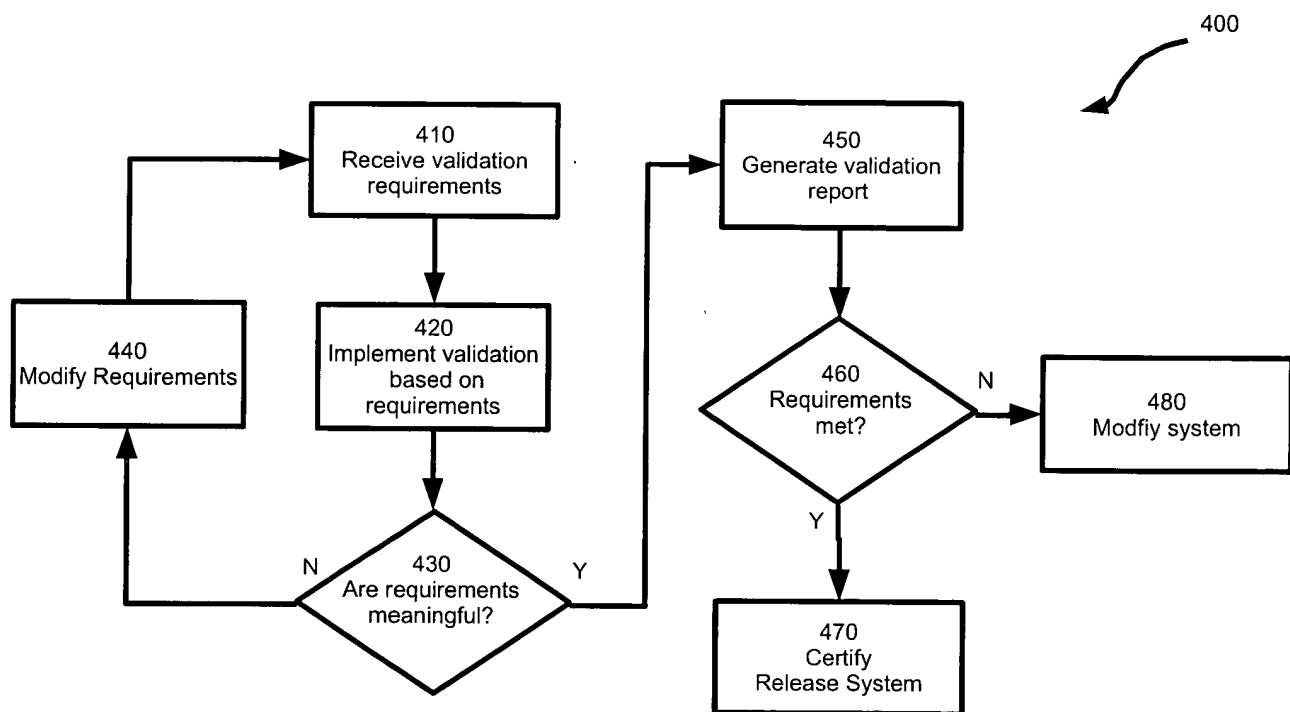 400
410
Receive validation
requirements
420
Implement validation
based on
requirements
430
Are requirements
meaningful?
N
Y
440
Modify Requirements
450
Generate validation
report
460
Requirements
met?
N
Y
480
Modfiy system
470
Certify
Release System